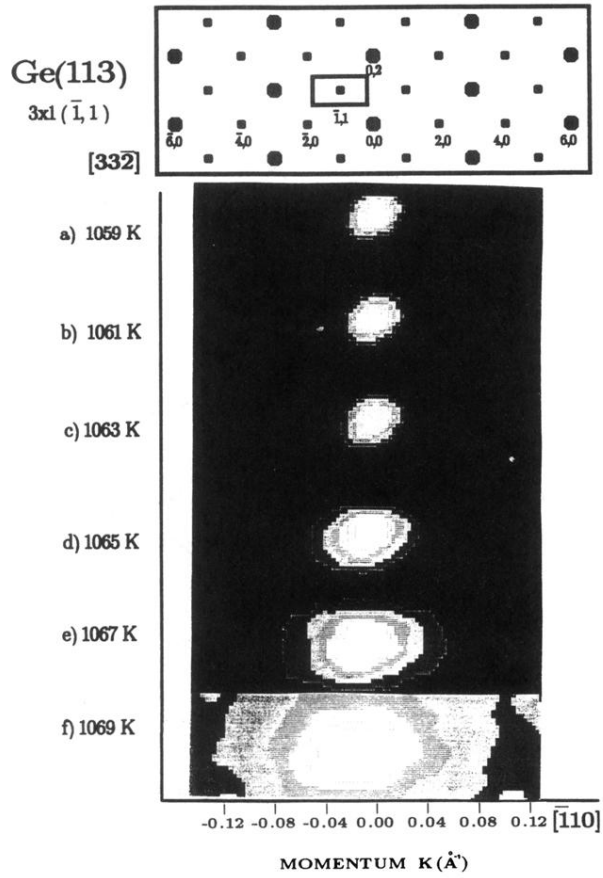 Ge(113)
3x1 (1̄,1)
[332̄]
0,2
1̄,1
6̄,0 4̄,0 2̄,0 0,0 2,0 4,0 6,0
a) 1059 K
b) 1061 K
c) 1063 K
d) 1065 K
e) 1067 K
f) 1069 K
-0.12 -0.08 -0.04 0.00 0.04 0.08 0.12 [1̄10]
MOMENTUM K(Å⁻¹)